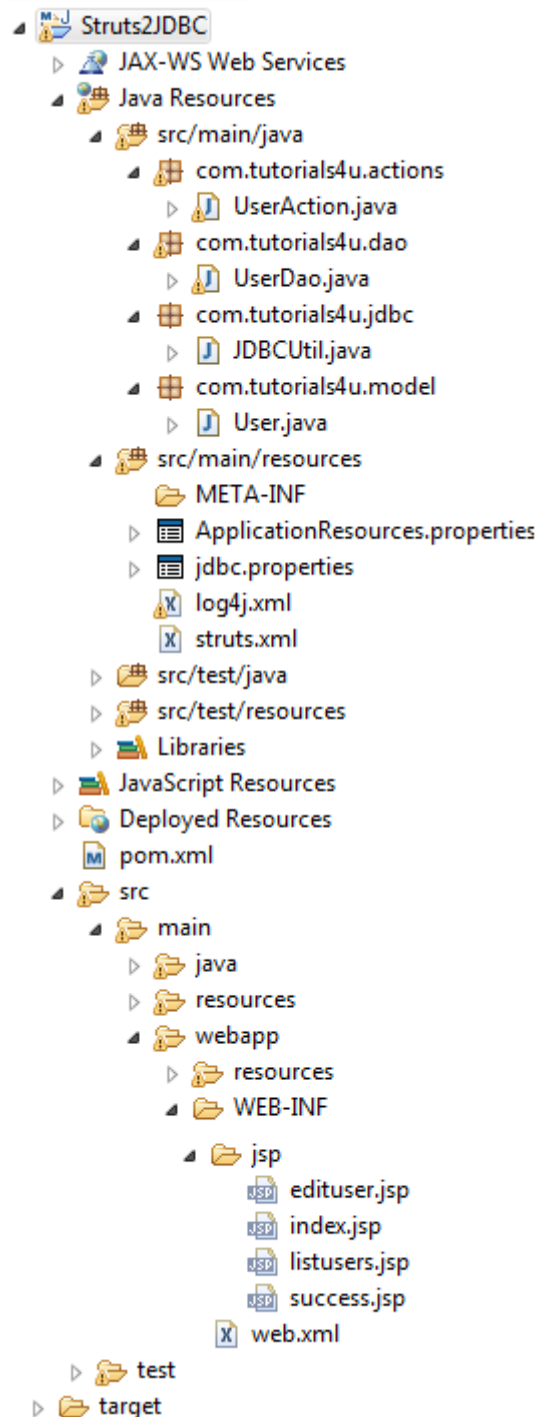 Struts2JDBC
JAX-WS Web Services
Java Resources
src/main/java
com.tutorials4u.actions
UserAction.java
com.tutorials4u.dao
UserDao.java
com.tutorials4u.jdbc
JDBCUtil.java
com.tutorials4u.model
User.java
src/main/resources
META-INF
ApplicationResources.properties
jdbc.properties
log4j.xml
struts.xml
src/test/java
src/test/resources
Libraries
JavaScript Resources
Deployed Resources
pom.xml
src
main
java
resources
webapp
resources
WEB-INF
jsp
edituser.jsp
index.jsp
listusers.jsp
success.jsp
web.xml
test
target